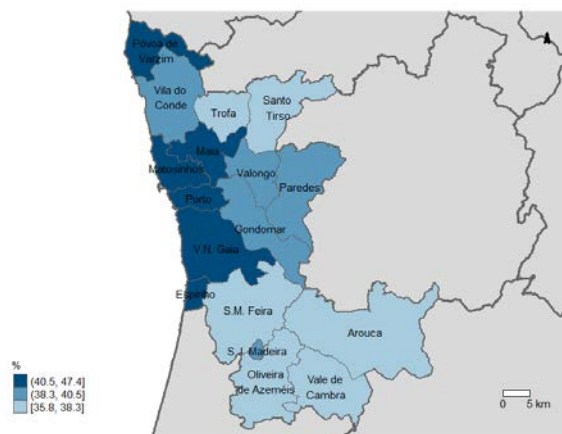 Póvoa de
Varzim
Vila do
Conde
Trofa
Santo
Tirso
Maia
Matosinhos
Valongo
Paredes
Porto
Gondomar
V.N. Gaia
Espinho
S.M. Feira
Arouca
S. J. Madeira
Oliveira
de Azeméis
Vale de
Cambra
%
(40.5, 47.4]
(38.3, 40.5]
[35.8, 38.3]
0 5 km